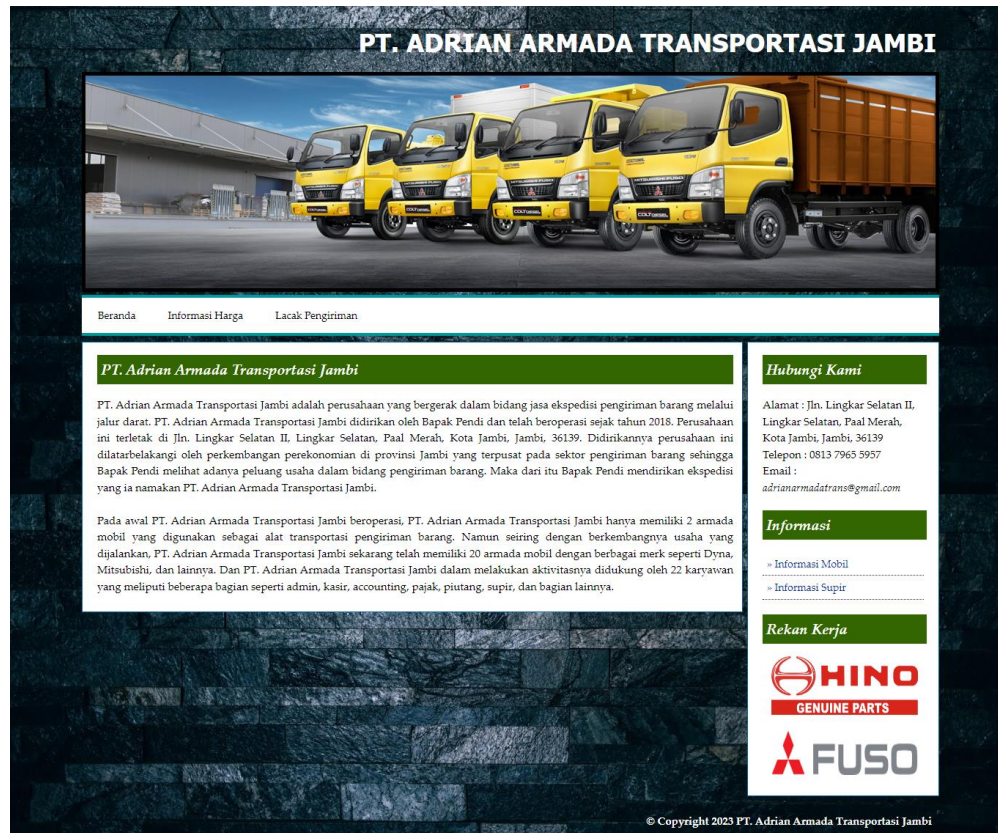 PT. ADRIAN ARMADA TRANSPORTASI JAMBI
MITSUBISHI FUSO
COLT DIESEL
COLT DIESEL
COLT DIESEL
COLT DIESEL
Beranda
Informasi Harga
Lacak Pengiriman
PT. Adrian Armada Transportasi Jambi
PT. Adrian Armada Transportasi Jambi adalah perusahaan yang bergerak dalam bidang jasa ekspedisi pengiriman barang melalui
jalur darat. PT. Adrian Armada Transportasi Jambi didirikan oleh Bapak Pendi dan telah beroperasi sejak tahun 2018. Perusahaan
ini terletak di Jln. Lingkar Selatan II, Lingkar Selatan, Paal Merah, Kota Jambi, Jambi, 36139. Didirikannya perusahaan ini
dilatarbelakangi oleh perkembangan perekonomian di provinsi Jambi yang terpusat pada sektor pengiriman barang sehingga
Bapak Pendi melihat adanya peluang usaha dalam bidang pengiriman barang. Maka dari itu Bapak Pendi mendirikan ekspedisi
yang ia namakan PT. Adrian Armada Transportasi Jambi.
Pada awal PT. Adrian Armada Transportasi Jambi beroperasi, PT. Adrian Armada Transportasi Jambi hanya memiliki 2 armada
mobil yang digunakan sebagai alat transportasi pengiriman barang. Namun seiring dengan berkembangnya usaha yang
dijalankan, PT. Adrian Armada Transportasi Jambi sekarang telah memiliki 20 armada mobil dengan berbagai merk seperti Dyna,
Mitsubishi, dan lainnya. Dan PT. Adrian Armada Transportasi Jambi dalam melakukan aktivitasnya didukung oleh 22 karyawan
yang meliputi beberapa bagian seperti admin, kasir, accounting, pajak, piutang, supir, dan bagian lainnya.
Hubungi Kami
Alamat : Jln. Lingkar Selatan II,
Lingkar Selatan, Paal Merah,
Kota Jambi, Jambi, 36139
Telepon : 0813 7965 5957
Email :
adrianarmadatrans@gmail.com
Informasi
» Informasi Mobil
» Informasi Supir
Rekan Kerja
HINO
GENUINE PARTS
FUSO
© Copyright 2023 PT. Adrian Armada Transportasi Jambi